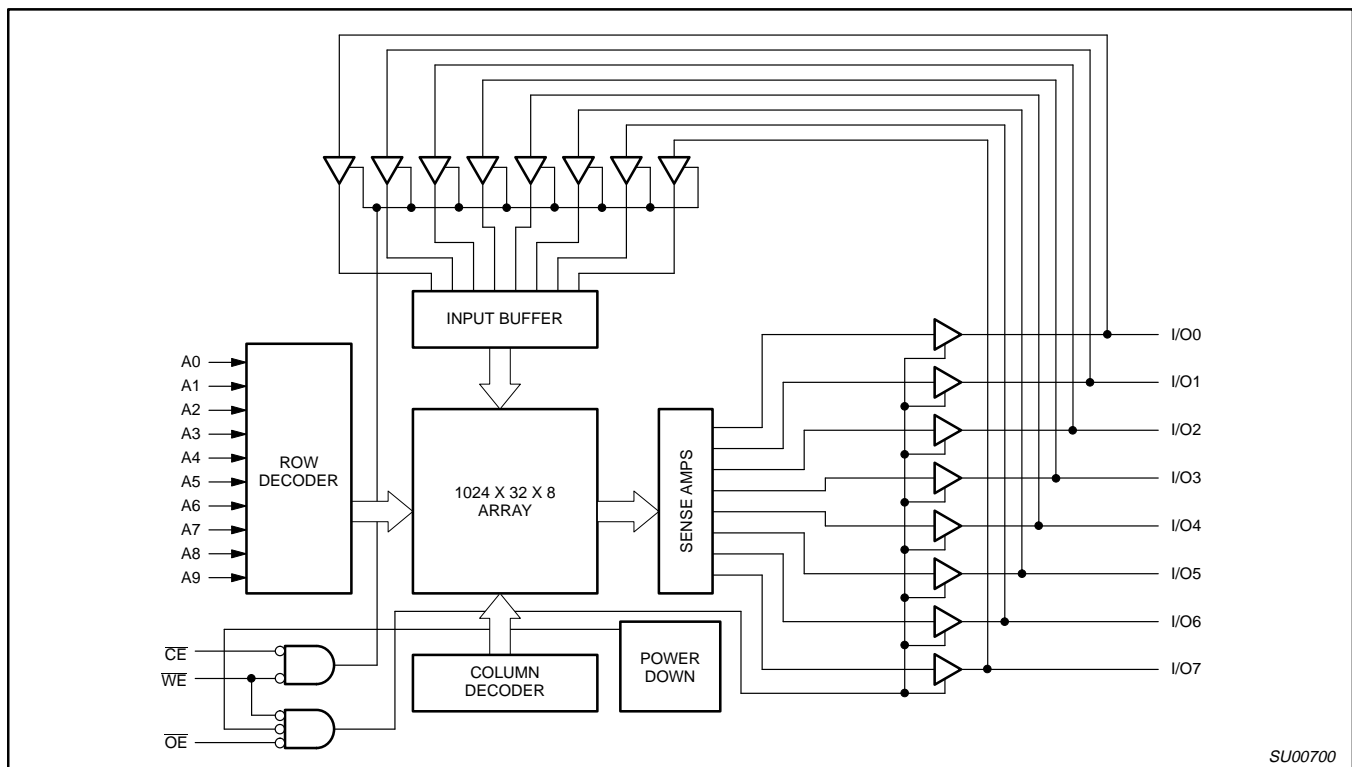 INPUT BUFFER
A0
A1
A2
A3
A4
A5
A6
A7
A8
A9
ROW
DECODER
1024 X 32 X 8
ARRAY
SENSE AMPS
I/O0
I/O1
I/O2
I/O3
I/O4
I/O5
I/O6
I/O7
CE
WE
OE
COLUMN
DECODER
POWER
DOWN
SU00700